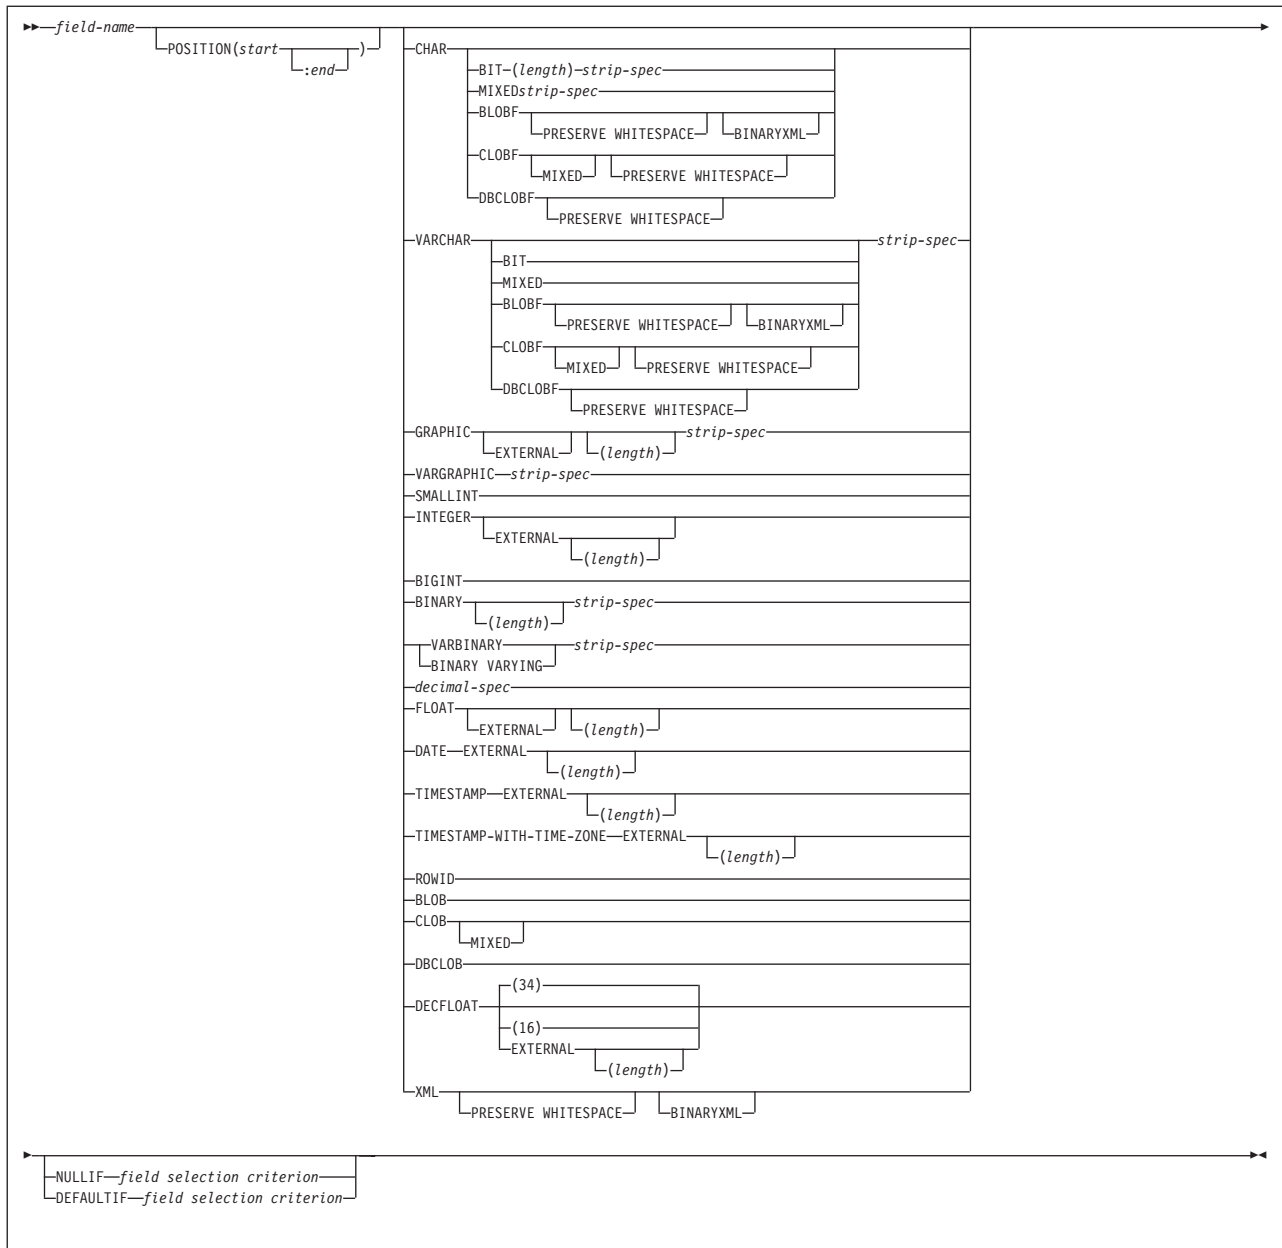 field-name
POSITION(start )
:end
CHAR
BIT (length) strip-spec
MIXEDstrip-spec
BLOBF
PRESERVE WHITESPACE BINARYXML
CLOBF
MIXED PRESERVE WHITESPACE
DBCLOBF
PRESERVE WHITESPACE
VARCHAR strip-spec
BIT
MIXED
BLOBF
PRESERVE WHITESPACE BINARYXML
CLOBF
MIXED PRESERVE WHITESPACE
DBCLOBF
PRESERVE WHITESPACE
GRAPHIC strip-spec
EXTERNAL (length)
VARGRAPHIC strip-spec
SMALLINT
INTEGER
EXTERNAL
(length)
BIGINT
BINARY strip-spec
(length)
VARBINARY strip-spec
BINARY VARYING
decimal-spec
FLOAT
EXTERNAL (length)
DATE EXTERNAL
(length)
TIMESTAMP EXTERNAL
(length)
TIMESTAMP-WITH-TIME-ZONE EXTERNAL
(length)
ROWID
BLOB
CLOB
MIXED
DBCLOB
(34)
DECFLOAT
(16)
EXTERNAL
(length)
XML
PRESERVE WHITESPACE BINARYXML
NULLIF field selection criterion
DEFAULTIF field selection criterion